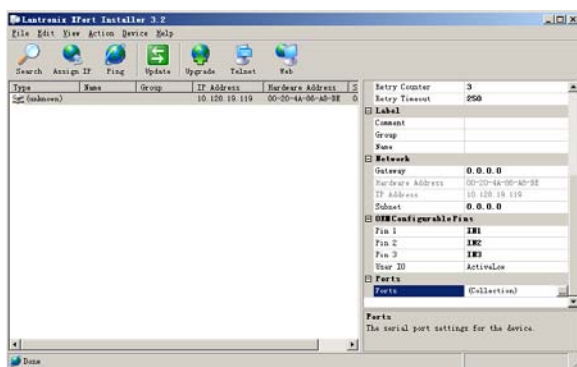 Lantronix XPort Installer 3.2
File Edit View Action Device Help
Search Assign IP Ping Update Upgrade Telnet Web
Type Name Group IP Address Hardware Address S
(unknown) 10.120.19.119 00-20-4A-86-A5-BE 0
Retry Counter 3
Retry Timeout 250
Label
Comment
Group
Name
Network
Gateway 0.0.0.0
Hardware Address 00-20-4A-86-A5-BE
IP Address 10.120.19.119
Subnet 0.0.0.0
OEM Configurable Pins
Pin 1 IN1
Pin 2 IN2
Pin 3 IN3
User IO ActiveLow
Ports
Ports (Collection) ...
Ports
The serial port settings for the device.
Done